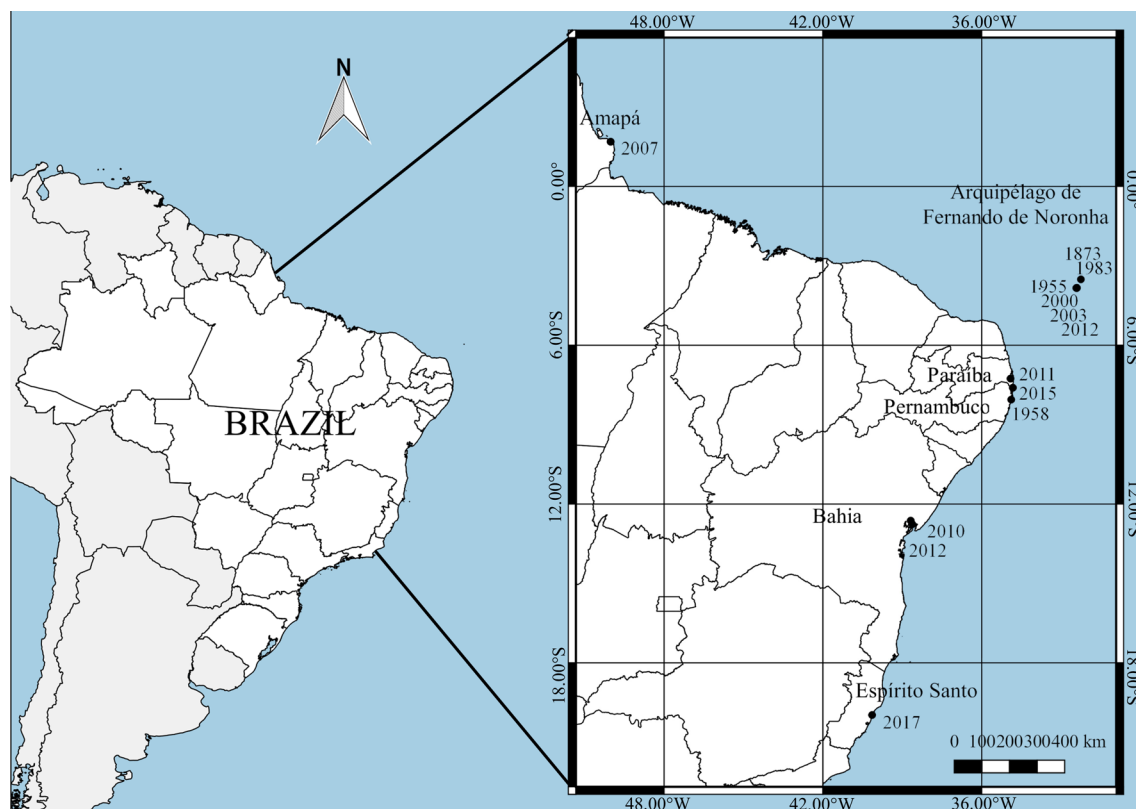 N
BRAZIL
48.00°W 42.00°W 36.00°W
Amapá
2007
0.00°
0.00°
Arquipélago de
Fernando de Noronha
1873
1983
1955
2000
2003
2012
6.00°S
6.00°S
Paraíba
2011
2015
Pernambuco
1958
12.00°S
12.00°S
Bahia
2010
2012
18.00°S
18.00°S
Espírito Santo
2017
0 100200300400 km
48.00°W 42.00°W 36.00°W